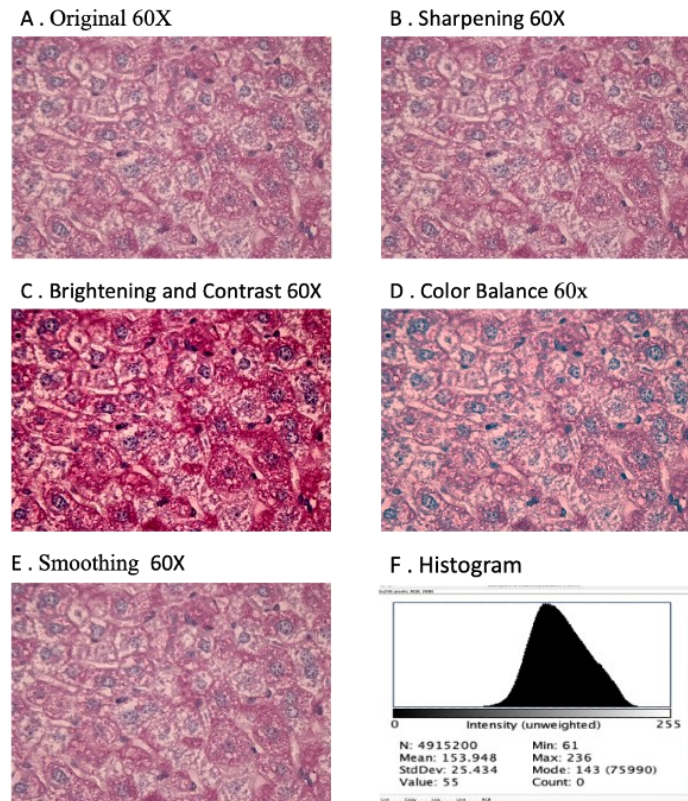 A . Original 60X
B . Sharpening 60X
C . Brightening and Contrast 60X
D . Color Balance 60x
E . Smoothing 60X
F . Histogram
0
Intensity (unweighted)
255
N: 4915200
Min: 61
Mean: 153.948
Max: 236
StdDev: 25.434
Mode: 143 (75990)
Value: 55
Count: 0